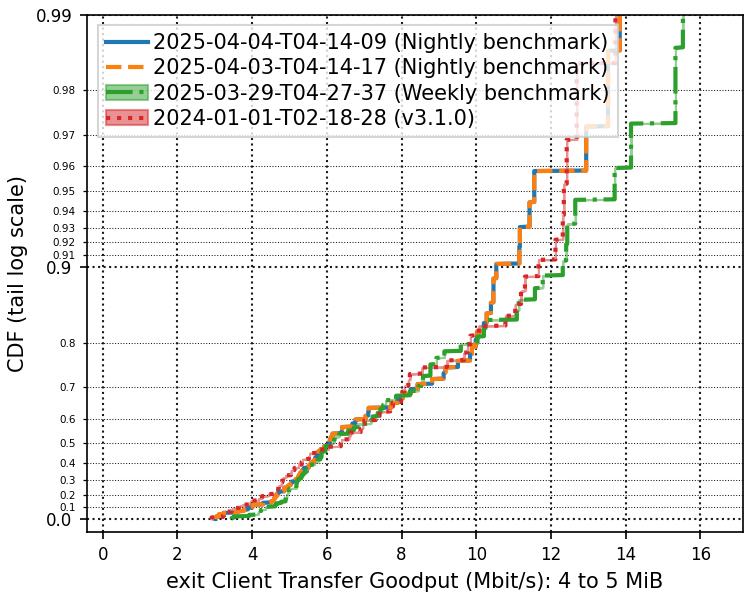 0.99
2025-04-04-T04-14-09 (Nightly benchmark)
2025-04-03-T04-14-17 (Nightly benchmark)
2025-03-29-T04-27-37 (Weekly benchmark)
2024-01-01-T02-18-28 (v3.1.0)
0.98
0.97
0.96
0.95
0.94
0.93
0.92
0.91
0.9
0.8
0.7
0.6
0.5
0.4
0.3
0.2
0.1
0.0
CDF (tail log scale)
0 2 4 6 8 10 12 14 16
exit Client Transfer Goodput (Mbit/s): 4 to 5 MiB